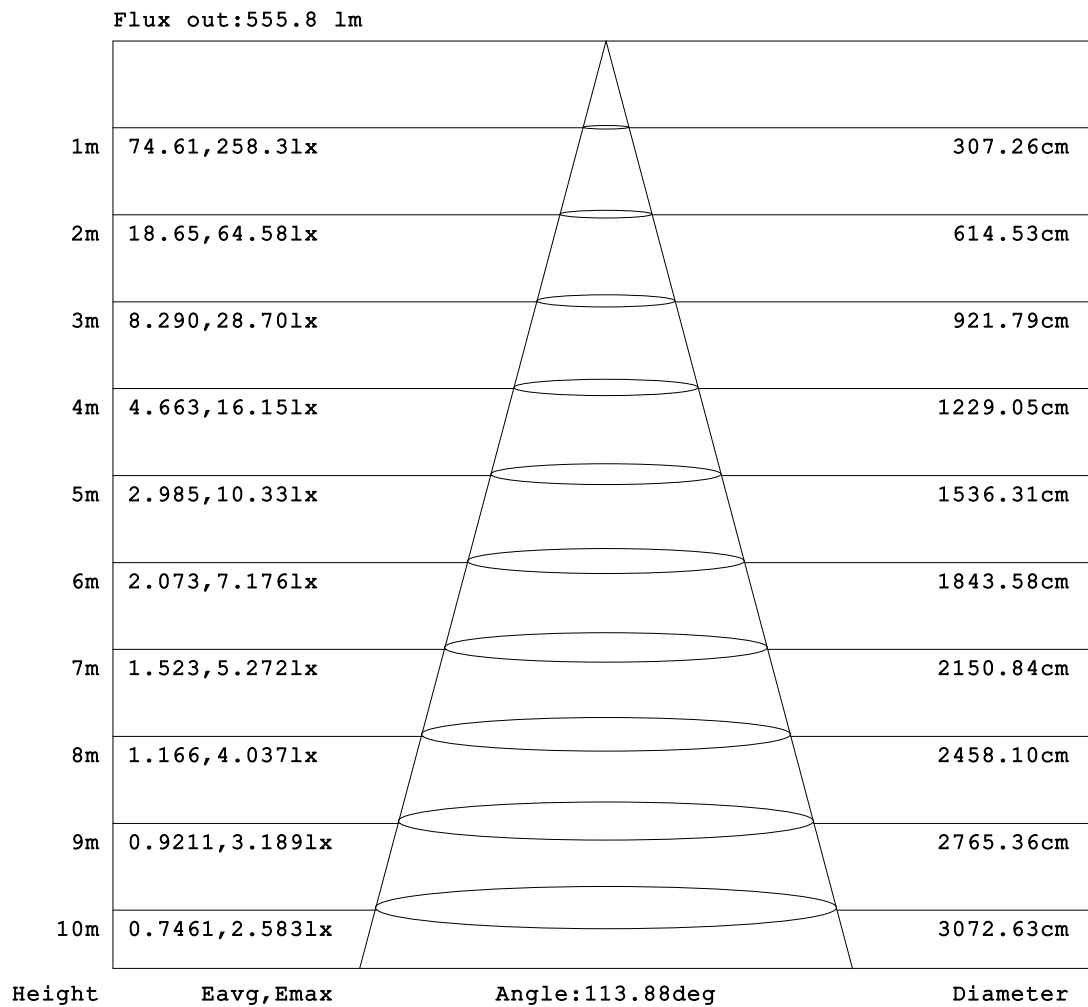 Flux out:555.8 lm
1m 74.61,258.3lx 307.26cm
2m 18.65,64.58lx 614.53cm
3m 8.290,28.70lx 921.79cm
4m 4.663,16.15lx 1229.05cm
5m 2.985,10.33lx 1536.31cm
6m 2.073,7.176lx 1843.58cm
7m 1.523,5.272lx 2150.84cm
8m 1.166,4.037lx 2458.10cm
9m 0.9211,3.189lx 2765.36cm
10m 0.7461,2.583lx 3072.63cm
Height Eavg,Emax Angle:113.88deg Diameter